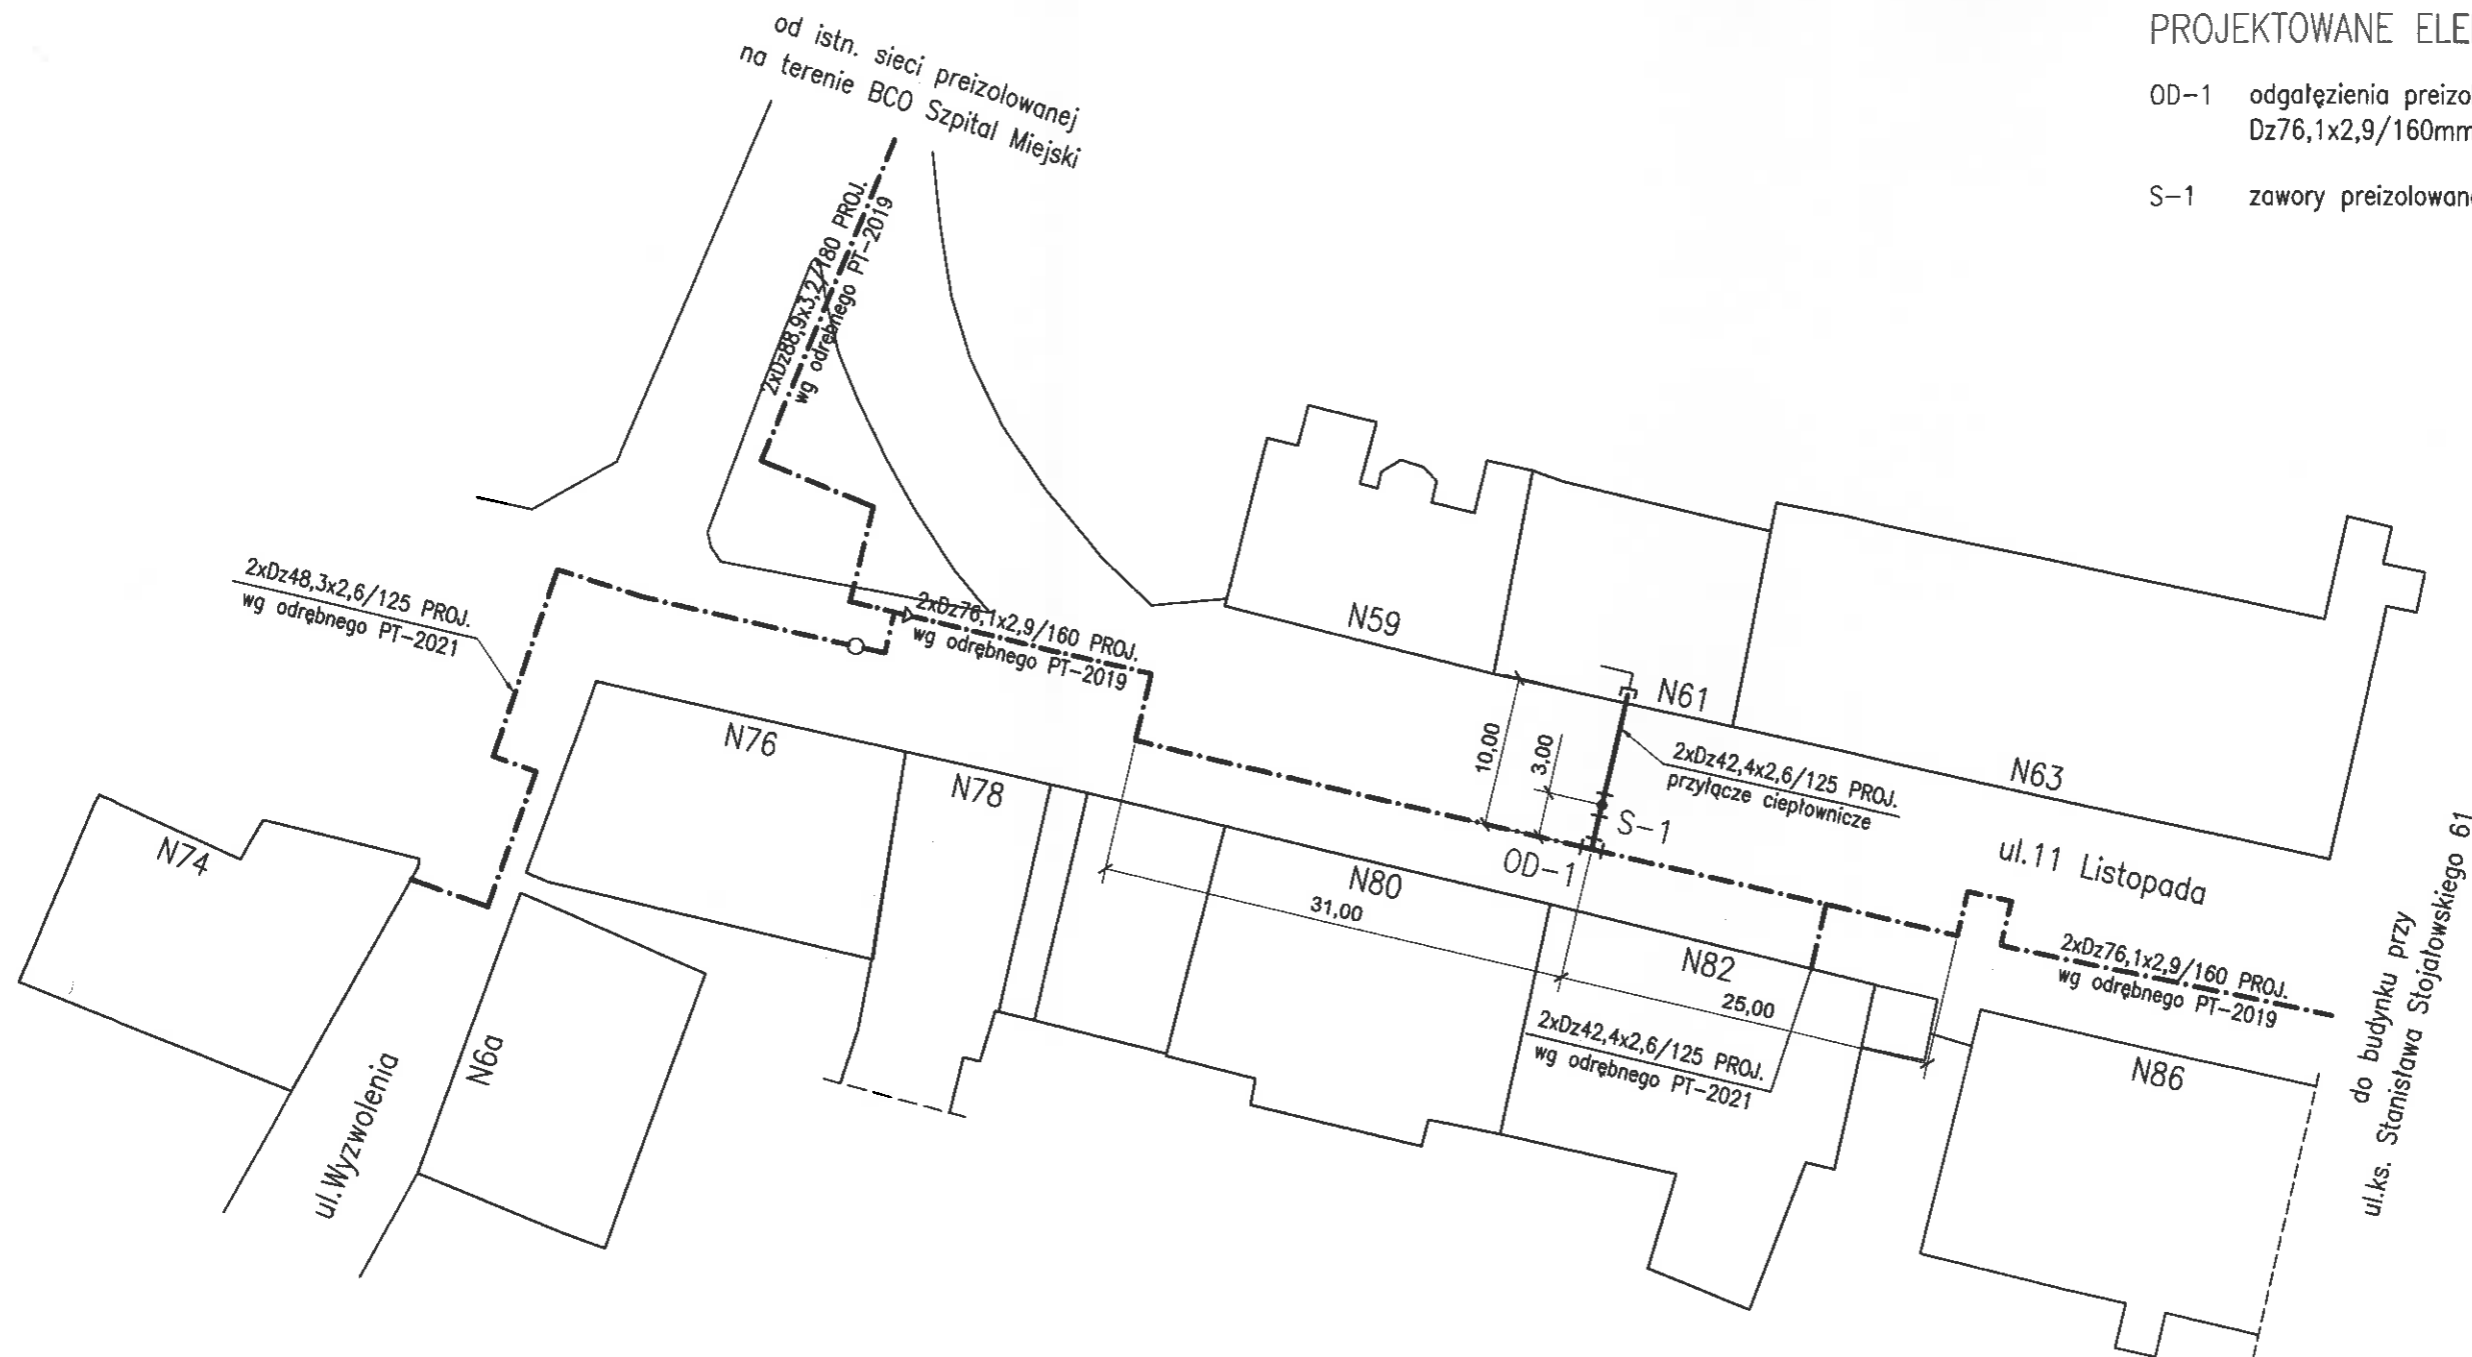 od istn. sieci preizolowanej
na terenie BCO Szpital Miejski
PROJEKTOWANE ELE
OD-1 odgałęzienia preizo
Dz76,1x2,9/160mm
S-1 zawory preizolowan
2xDz88,9x3,2/180 PROJ.
wg odrębnego PT-2019
2xDz48,3x2,6/125 PROJ.
wg odrębnego PT-2021
2xDz76,1x2,9/160 PROJ.
wg odrębnego PT-2019
N59
N61
N63
N76
N78
N74
N6a
N80
N82
N86
10,00
3,00
2xDz42,4x2,6/125 PROJ.
przyłącze ciepłownicze
S-1
OD-1
31,00
25,00
ul.11 Listopada
2xDz42,4x2,6/125 PROJ.
wg odrębnego PT-2021
2xDz76,1x2,9/160 PROJ.
wg odrębnego PT-2019
ul.Wyzwolenia
do budynku przy
ul.ks. Stanisława Stojałowskiego 61